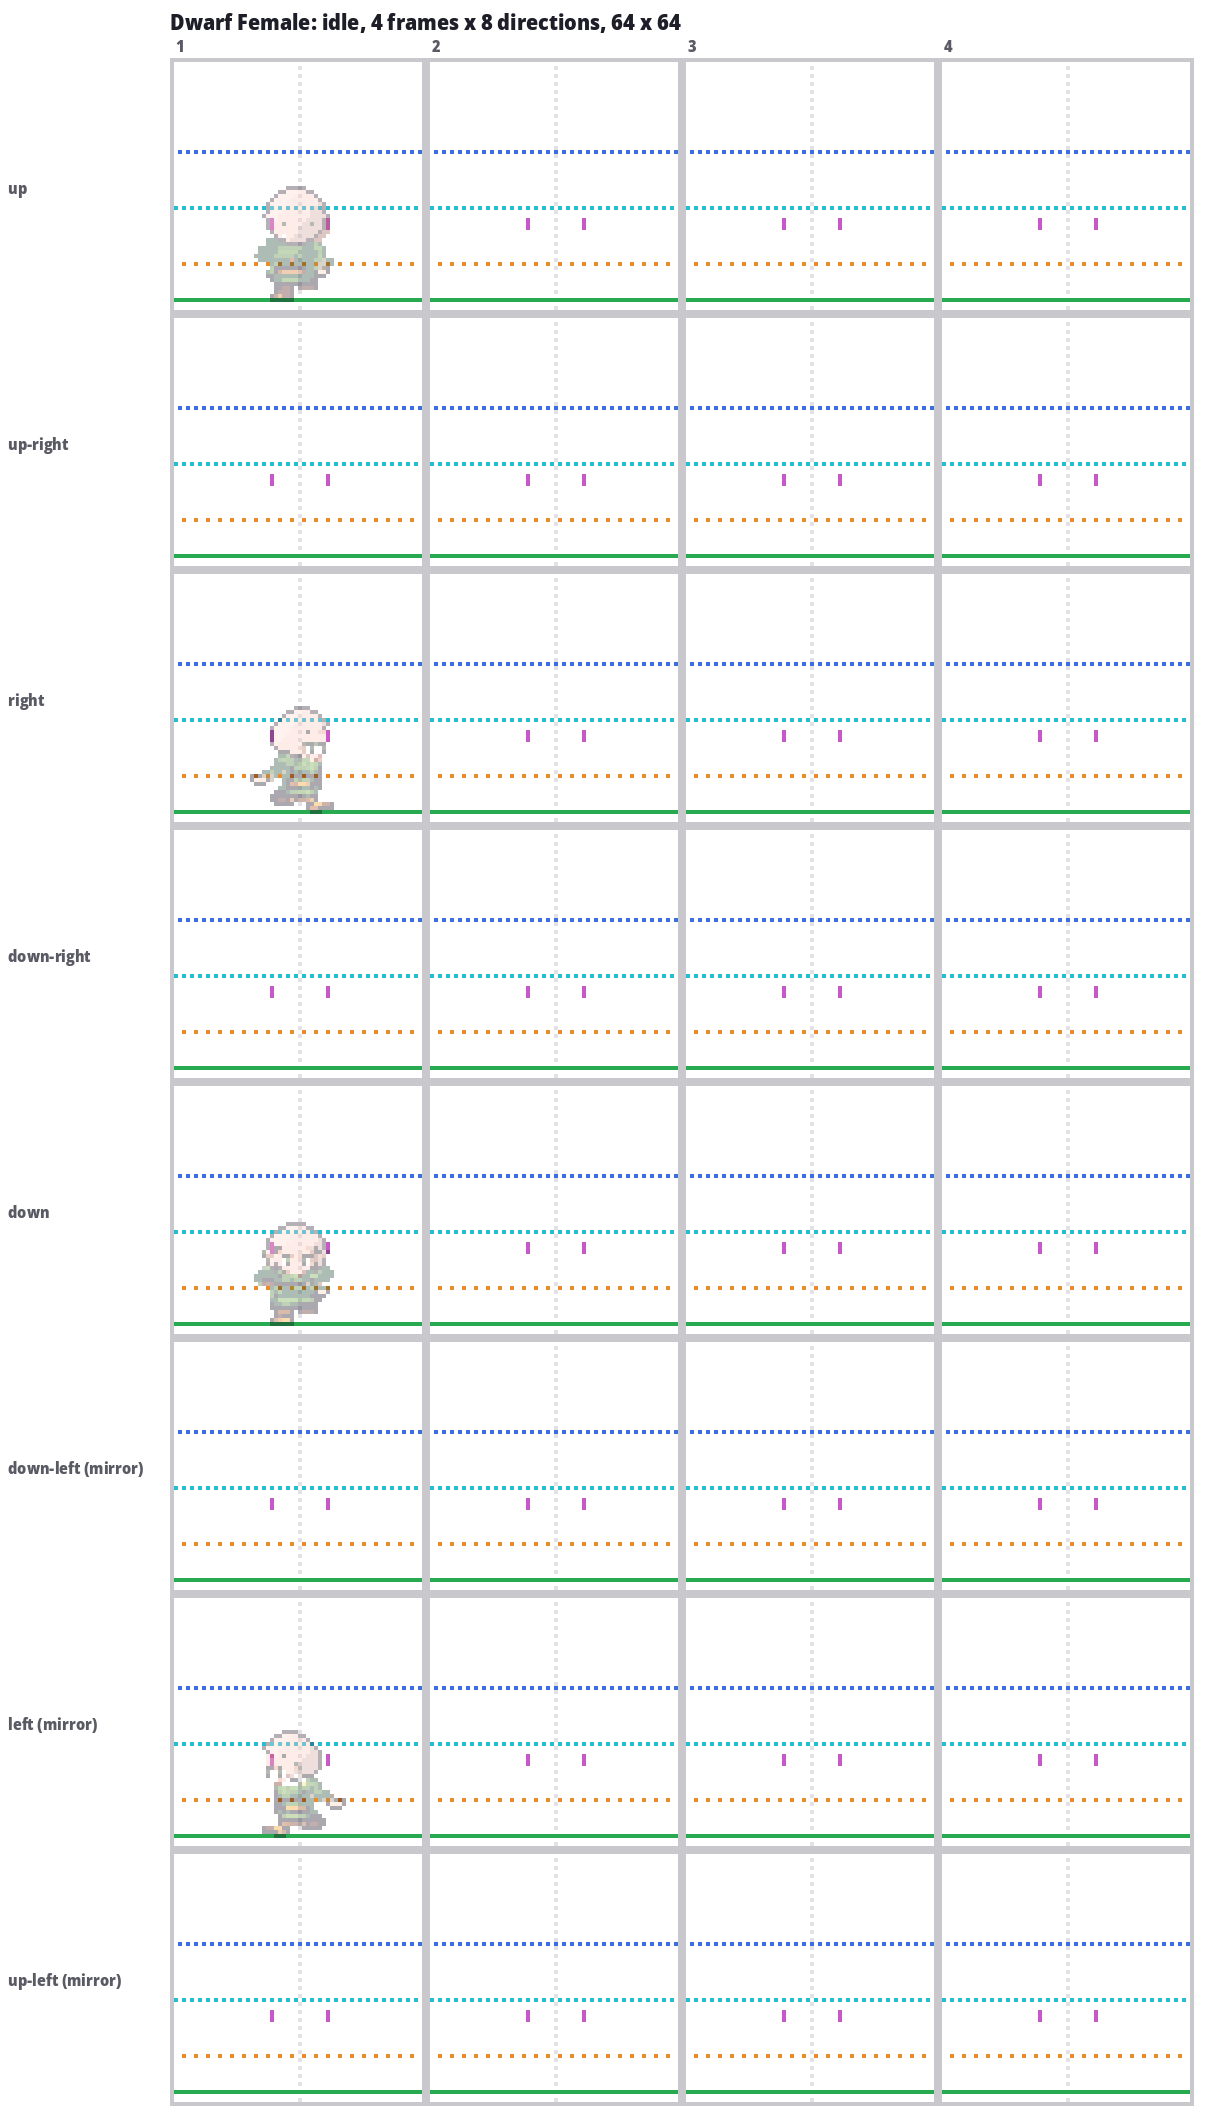 Dwarf Female: idle, 4 frames x 8 directions, 64 x 64
1 2 3 4
up
up-right
right
down-right
down
down-left (mirror)
left (mirror)
up-left (mirror)